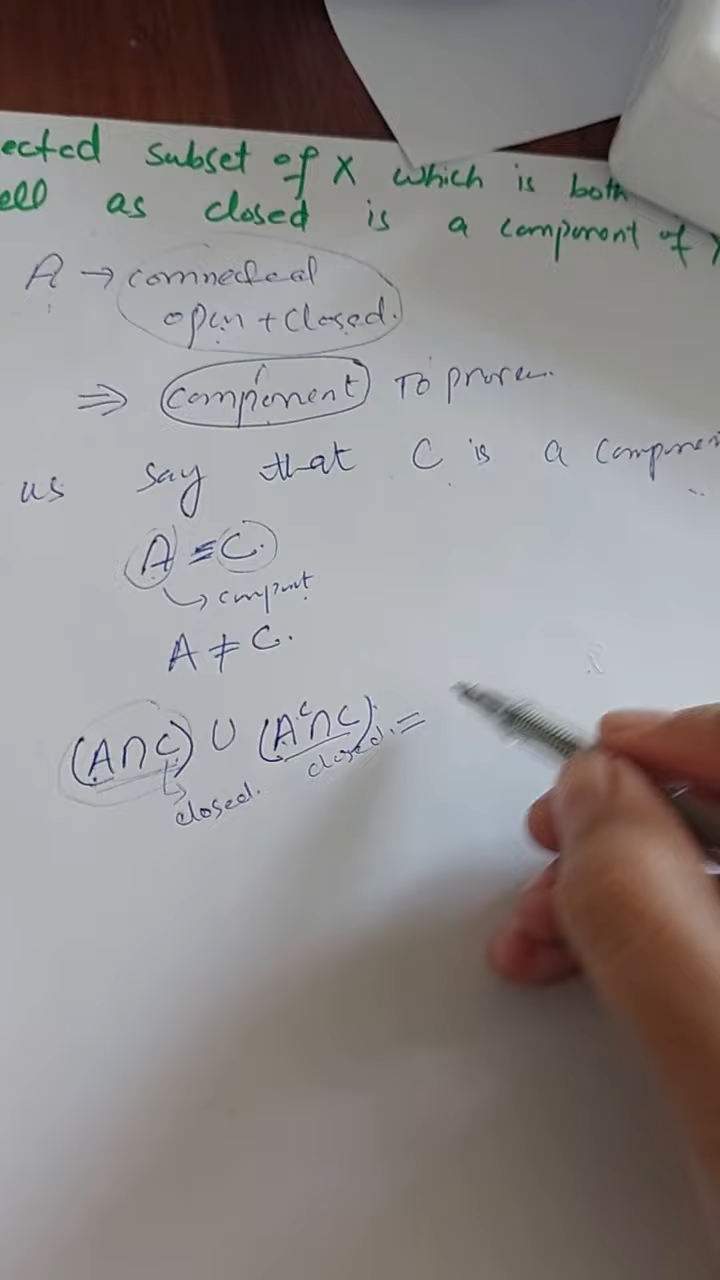 ected subset of X which is both
ell as closed is a component of X
A → connected
open + closed.
⇒ component To prove.
us say that C is a compone
A = C.
↳ compont
A ≠ C.
(A∩C) ∪ (Aᶜ∩C) =
closed.
↳ closed.